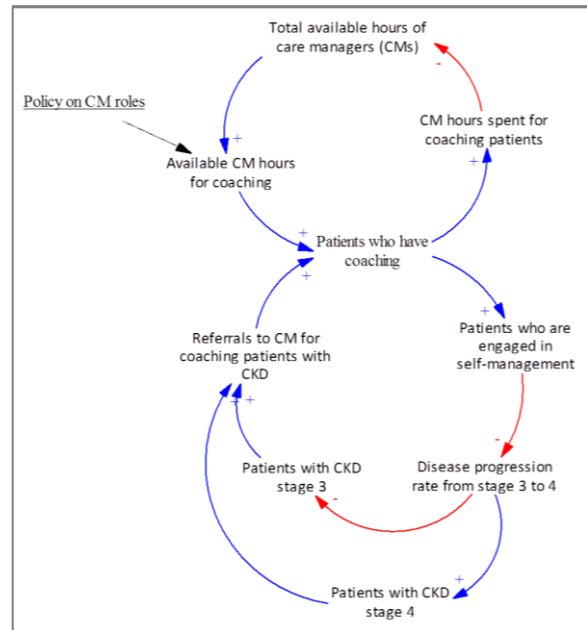 Total available hours of
care managers (CMs)
-
Policy on CM roles
CM hours spent for
coaching patients
+
Available CM hours
for coaching
+
+
Patients who have
coaching
+
+
Patients who are
engaged in
self-management
Referrals to CM for
coaching patients with
CKD
+ +
-
Patients with CKD
stage 3
Disease progression
rate from stage 3 to 4
-
+
Patients with CKD
stage 4